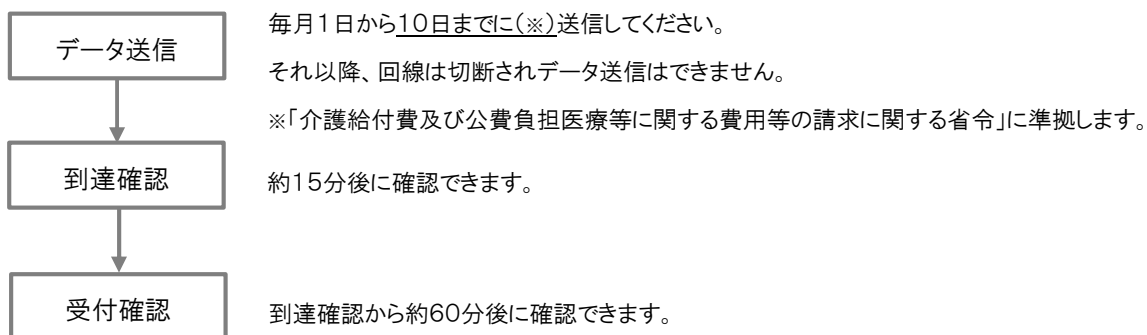 データ送信
毎月1日から10日までに(※)送信してください。
それ以降、回線は切断されデータ送信はできません。
※「介護給付費及び公費負担医療等に関する費用等の請求に関する省令」に準拠します。
到達確認
約15分後に確認できます。
受付確認
到達確認から約60分後に確認できます。